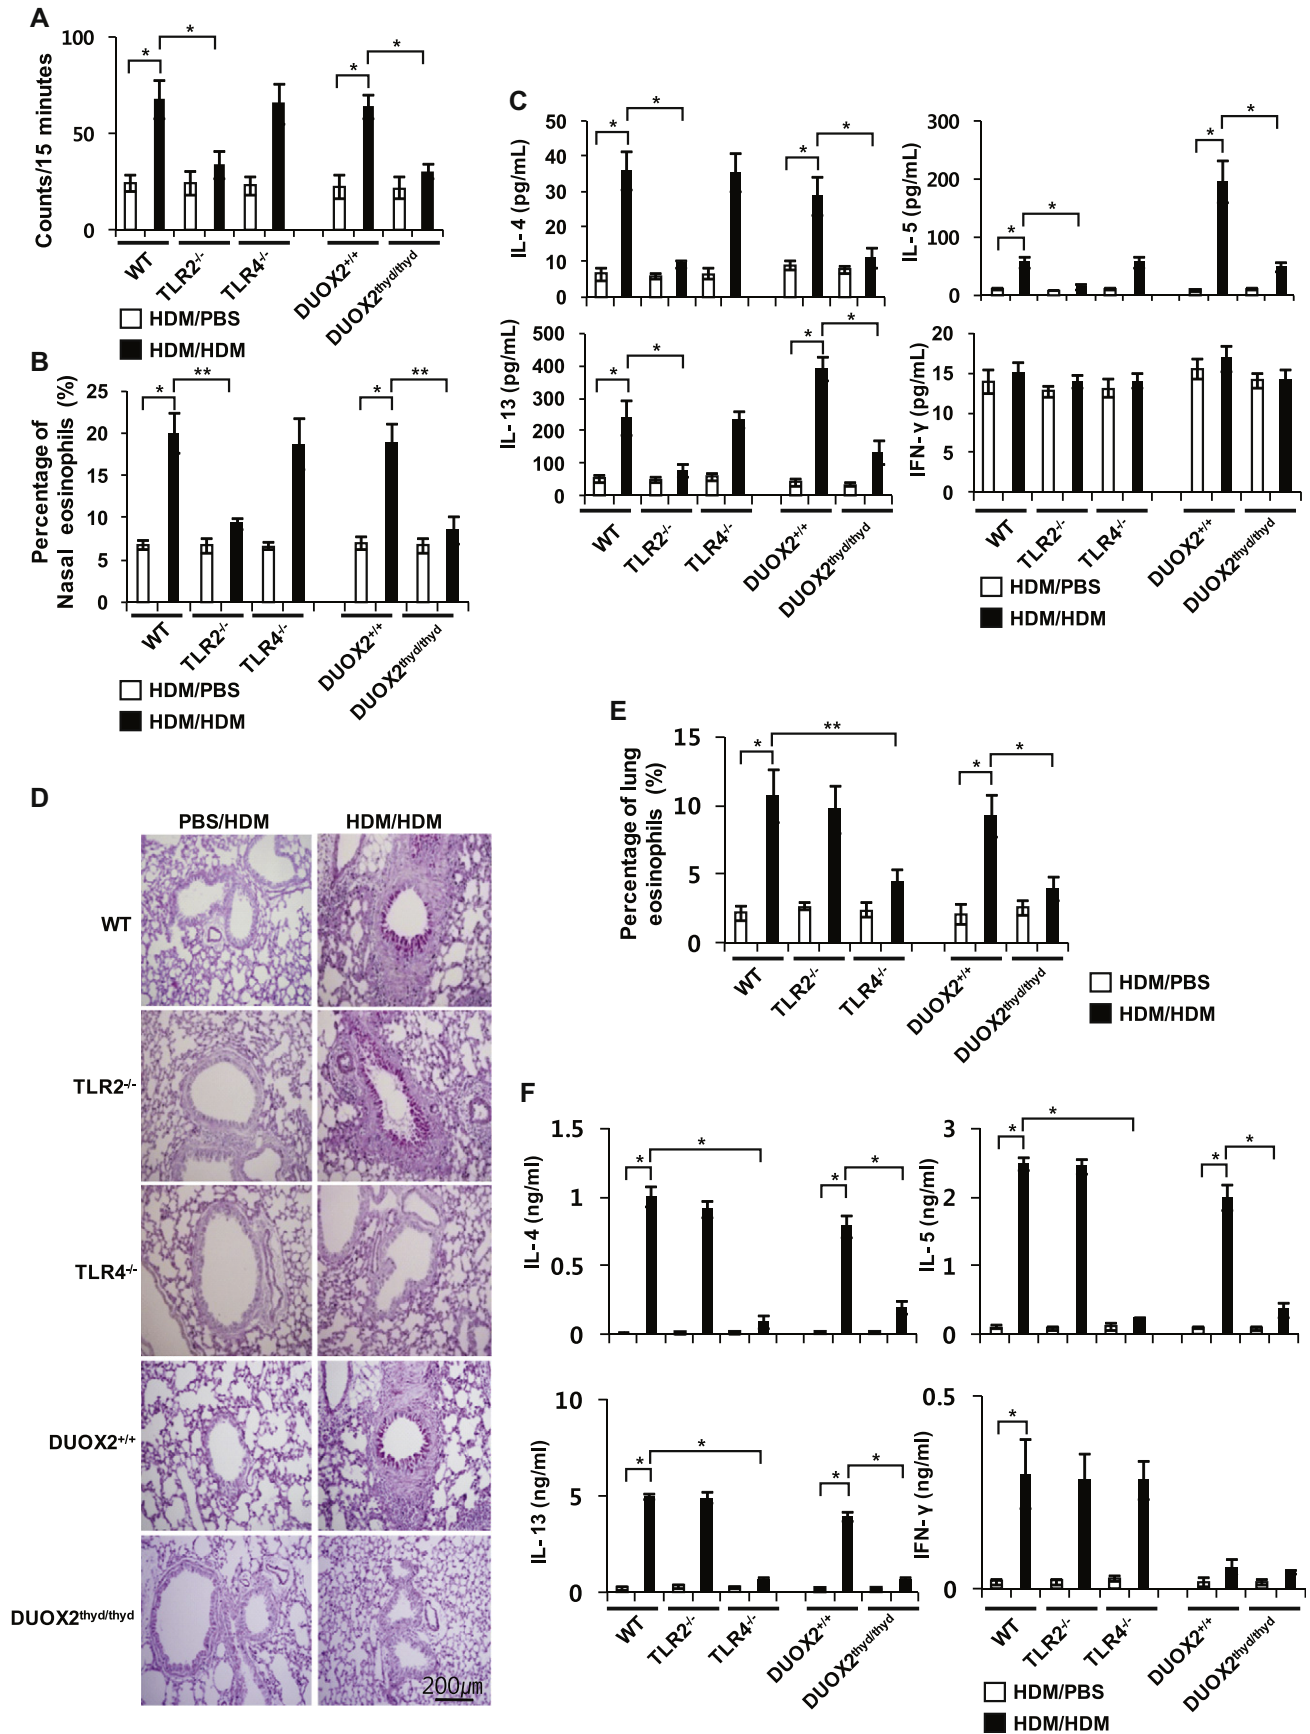 A
Counts/15 minutes
100
50
0
*
*
*
*
WT
TLR2-/-
TLR4-/-
DUOX2+/+
DUOX2thyd/thyd
HDM/PBS
HDM/HDM
B
Percentage of
Nasal eosinophils (%)
25
20
15
10
5
0
*
**
*
**
WT
TLR2-/-
TLR4-/-
DUOX2+/+
DUOX2thyd/thyd
HDM/PBS
HDM/HDM
C
IL-4 (pg/mL)
50
40
30
20
10
0
*
*
*
*
IL-5 (pg/mL)
300
200
100
0
*
*
*
*
IL-13 (pg/mL)
500
400
300
200
100
0
*
*
*
*
WT
TLR2-/-
TLR4-/-
DUOX2+/+
DUOX2thyd/thyd
IFN-γ (pg/mL)
20
15
10
5
0
WT
TLR2-/-
TLR4-/-
DUOX2+/+
DUOX2thyd/thyd
HDM/PBS
HDM/HDM
D
PBS/HDM
HDM/HDM
WT
TLR2-/-
TLR4-/-
DUOX2+/+
DUOX2thyd/thyd
200μm
E
Percentage of lung
eosinophils (%)
15
10
5
0
*
**
*
*
WT
TLR2-/-
TLR4-/-
DUOX2+/+
DUOX2thyd/thyd
HDM/PBS
HDM/HDM
F
IL-4 (ng/ml)
1.5
1
0.5
0
*
*
*
*
IL-5 (ng/ml)
3
2
1
0
*
*
*
*
IL-13 (ng/ml)
10
5
0
*
*
*
*
WT
TLR2-/-
TLR4-/-
DUOX2+/+
DUOX2thyd/thyd
IFN-γ (ng/ml)
0.5
0
*
WT
TLR2-/-
TLR4-/-
DUOX2+/+
DUOX2thyd/thyd
HDM/PBS
HDM/HDM